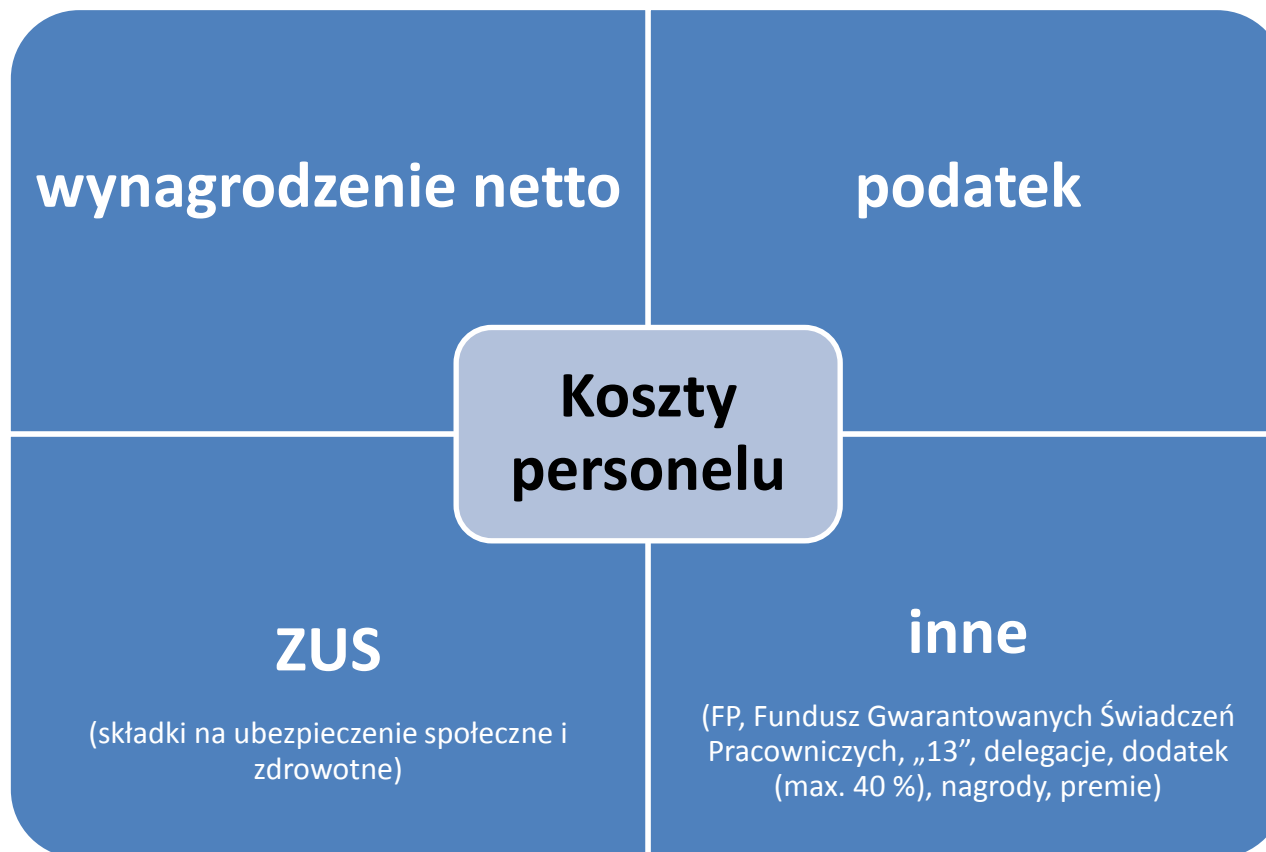 wynagrodzenie netto
podatek
Koszty
personelu
ZUS
(składki na ubezpieczenie społeczne i
zdrowotne)
inne
(FP, Fundusz Gwarantowanych Świadczeń
Pracowniczych, „13”, delegacje, dodatek
(max. 40 %), nagrody, premie)